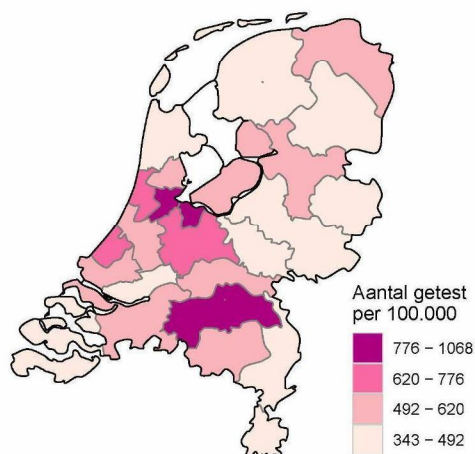 Aantal getest
per 100.000
776 – 1068
620 – 776
492 – 620
343 – 492